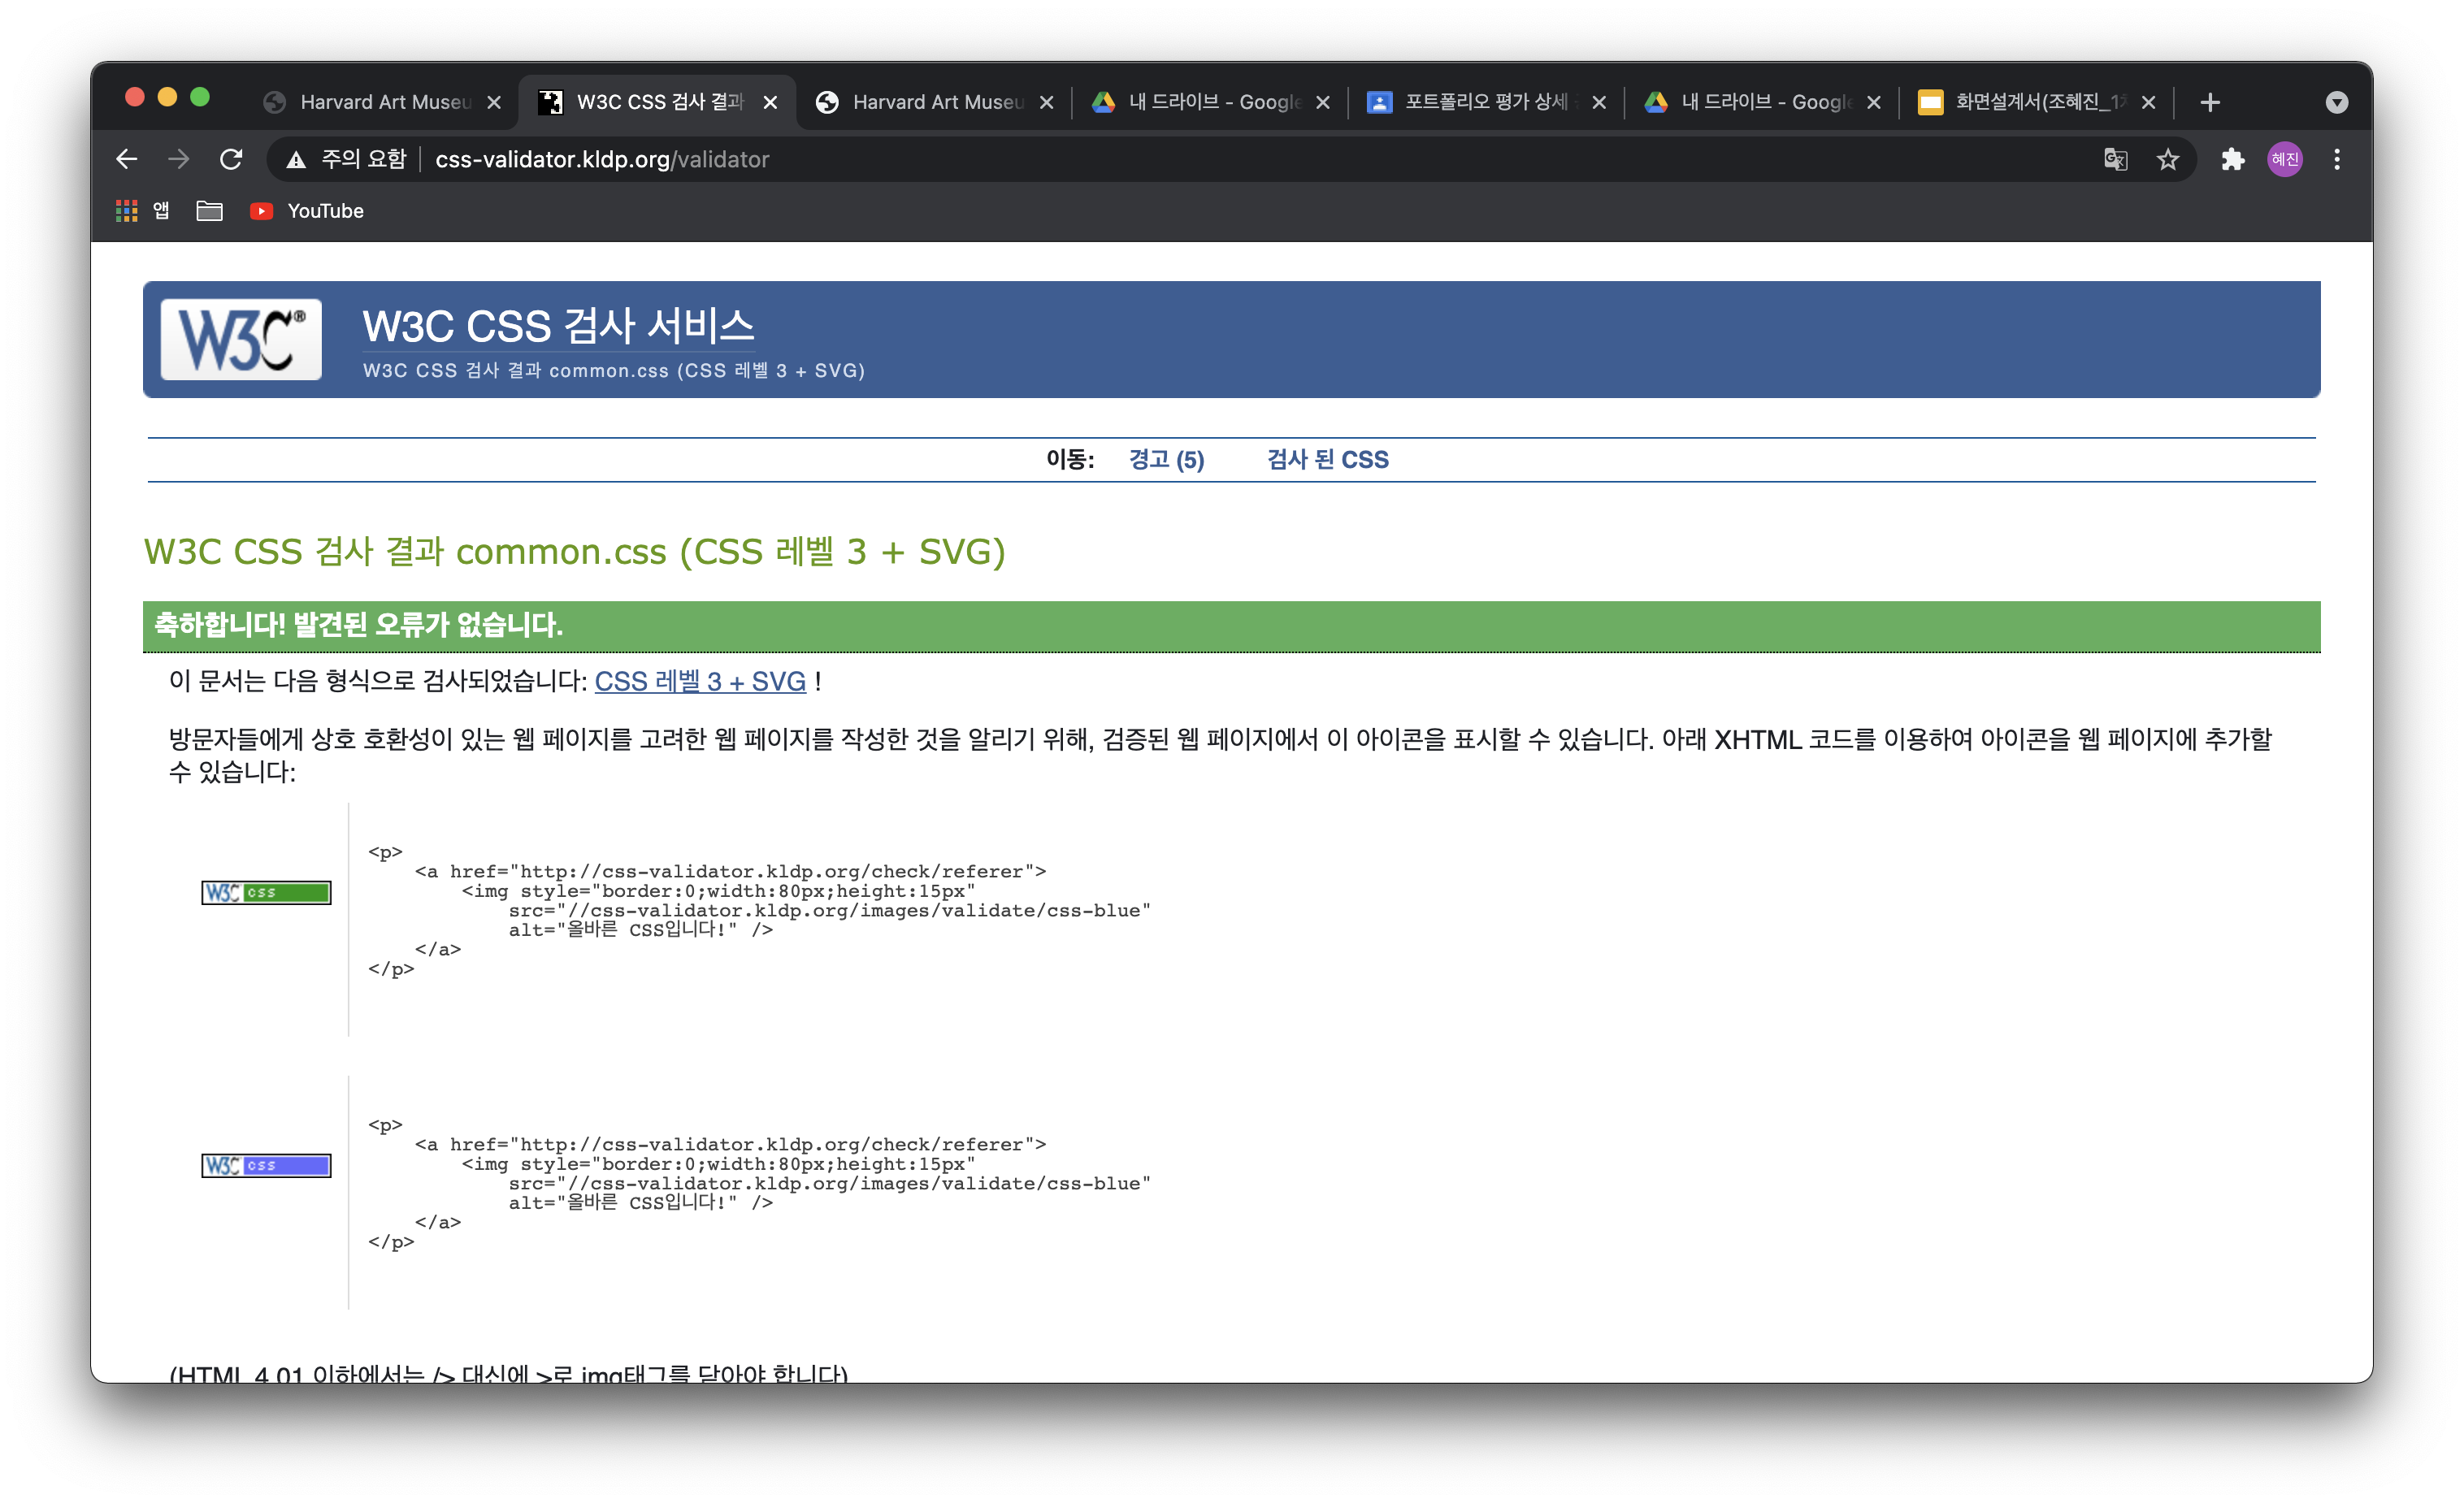 Harvard Art Museu
W3C CSS 검사 결과
Harvard Art Museu
내 드라이브 - Google
포트폴리오 평가 상세
내 드라이브 - Google
화면설계서(조혜진_1
주의 요함
css-validator.kldp.org/validator
혜진
앱
YouTube
W3C®
W3C CSS 검사 서비스
W3C CSS 검사 결과 common.css (CSS 레벨 3 + SVG)
이동: 경고 (5) 검사 된 CSS
W3C CSS 검사 결과 common.css (CSS 레벨 3 + SVG)
축하합니다! 발견된 오류가 없습니다.
이 문서는 다음 형식으로 검사되었습니다: CSS 레벨 3 + SVG !
방문자들에게 상호 호환성이 있는 웹 페이지를 고려한 웹 페이지를 작성한 것을 알리기 위해, 검증된 웹 페이지에서 이 아이콘을 표시할 수 있습니다. 아래 XHTML 코드를 이용하여 아이콘을 웹 페이지에 추가할
수 있습니다:
W3C css
<p>
<a href="http://css-validator.kldp.org/check/referer">
<img style="border:0;width:80px;height:15px"
src="//css-validator.kldp.org/images/validate/css-blue"
alt="올바른 CSS입니다!" />
</a>
</p>
W3C css
<p>
<a href="http://css-validator.kldp.org/check/referer">
<img style="border:0;width:80px;height:15px"
src="//css-validator.kldp.org/images/validate/css-blue"
alt="올바른 CSS입니다!" />
</a>
</p>
(HTML 4.01 이하에서는 /> 대신에 >로 img태그를 닫아야 합니다)